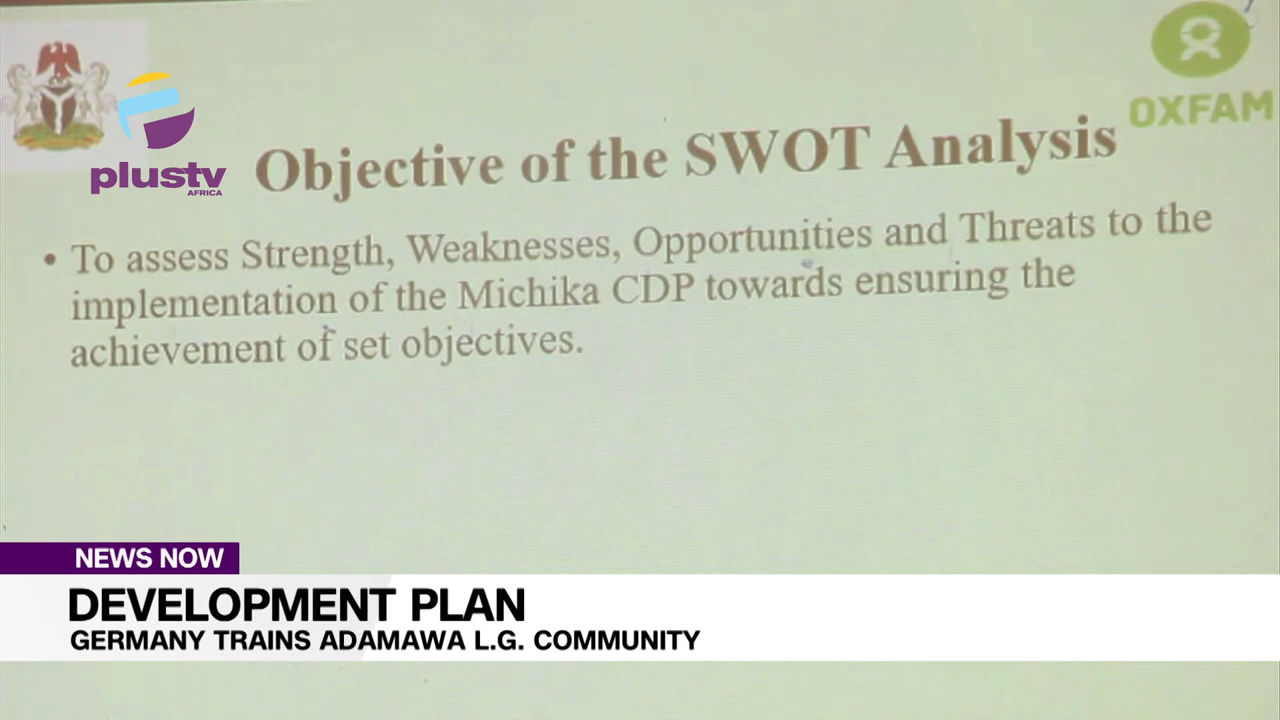 OXFAM
plustv
AFRICA
Objective of the SWOT Analysis
• To assess Strength, Weaknesses, Opportunities and Threats to the
implementation of the Michika CDP towards ensuring the
achievement of set objectives.
NEWS NOW
DEVELOPMENT PLAN
GERMANY TRAINS ADAMAWA L.G. COMMUNITY